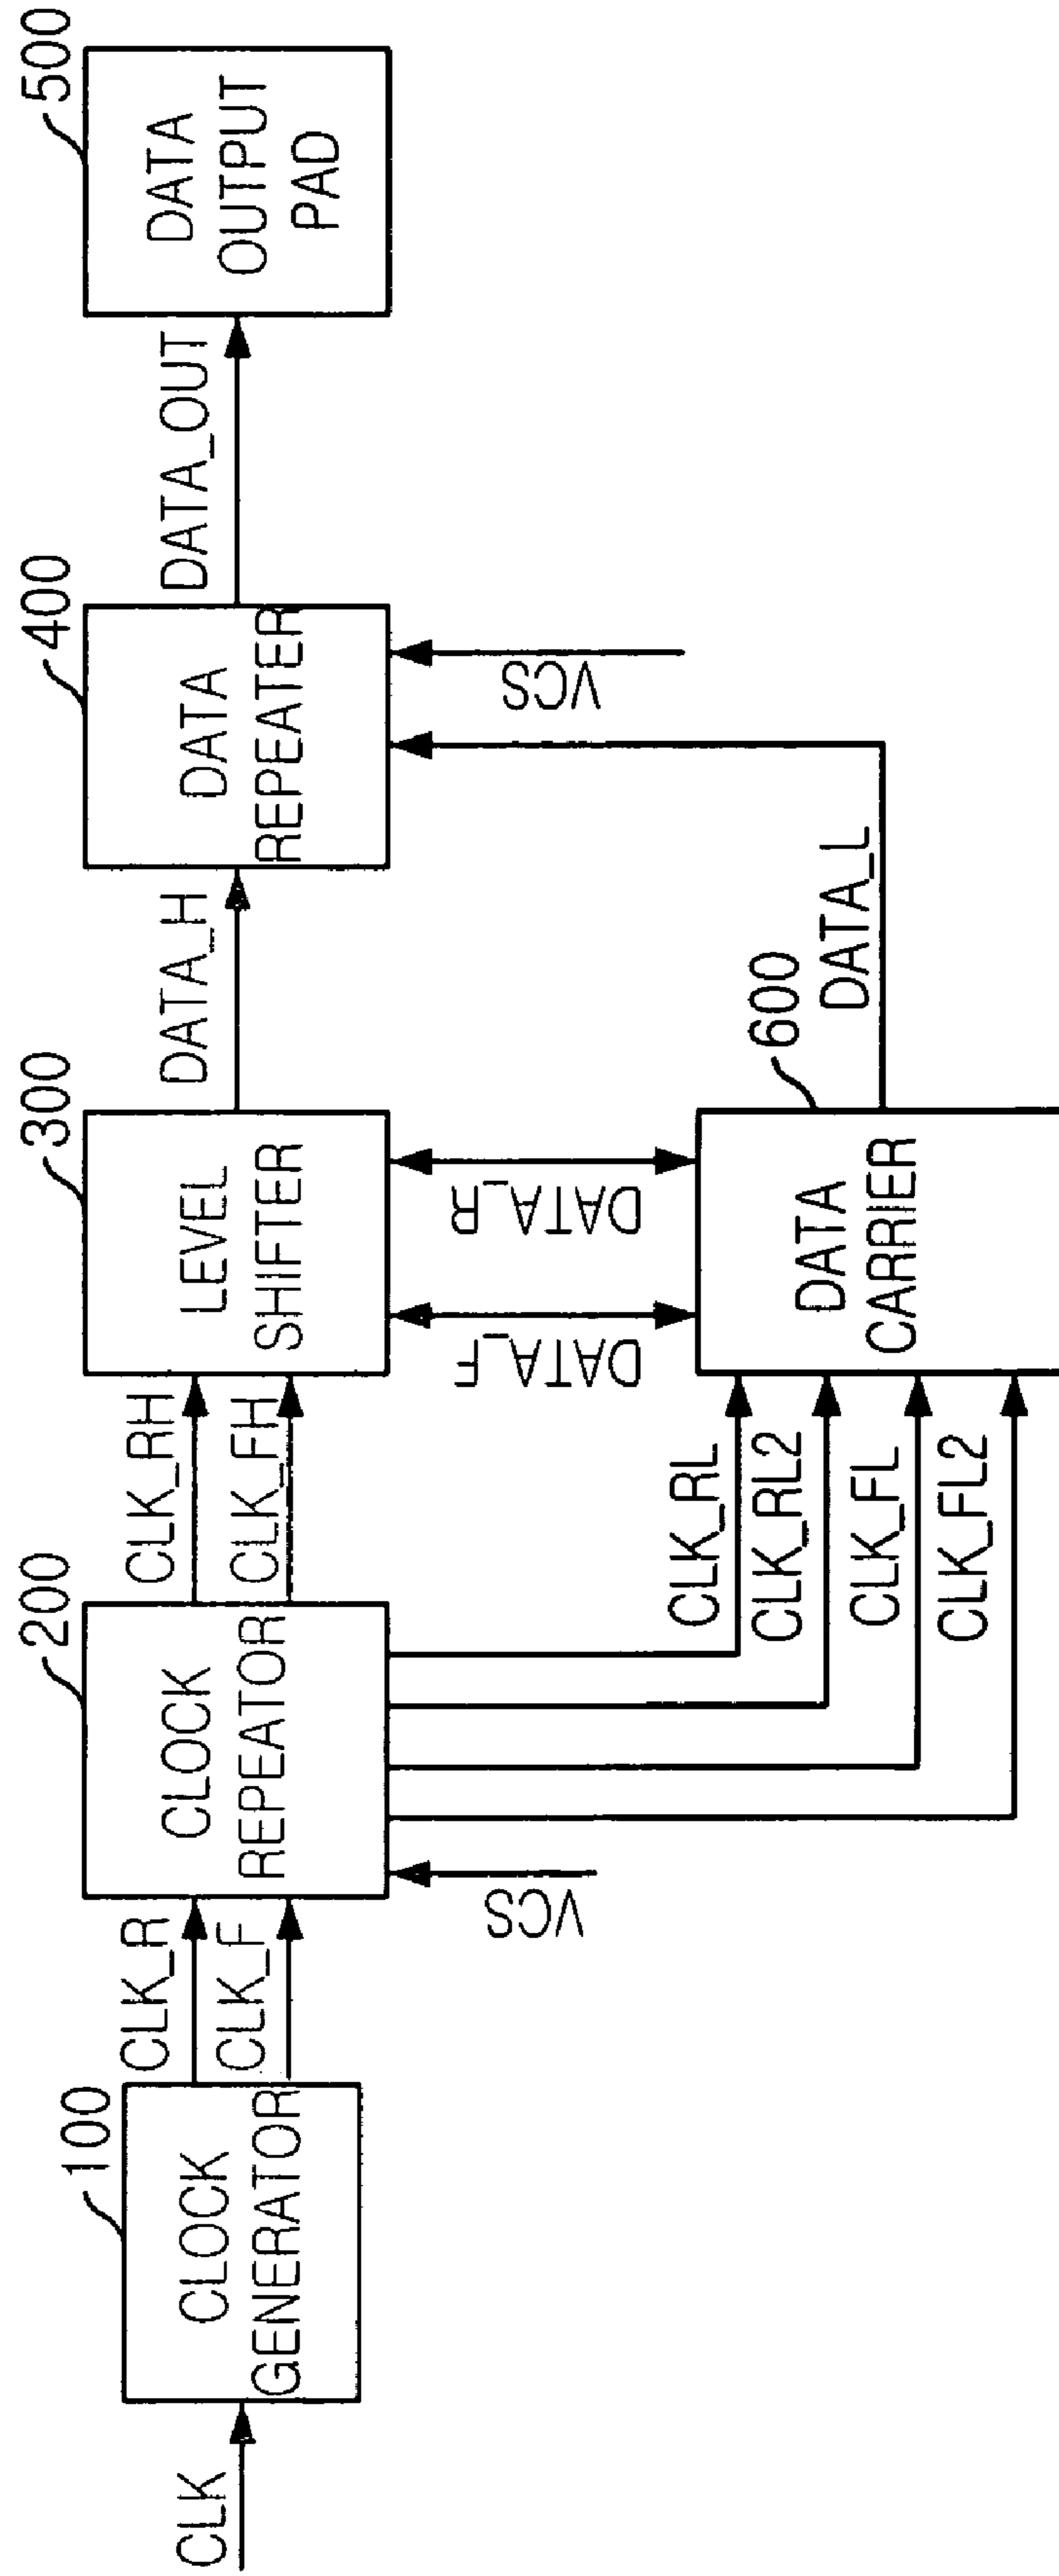 CLK
100
CLOCK
GENERATOR
CLK_R
CLK_F
200
CLOCK
REPEATOR
VCS
CLK_RH
CLK_FH
CLK_RL
CLK_RL2
CLK_FL
CLK_FL2
300
LEVEL
SHIFTER
DATA_F
DATA_R
600
DATA
CARRIER
DATA_H
DATA_L
400
DATA
REPEATER
VCS
DATA_OUT
500
DATA
OUTPUT
PAD